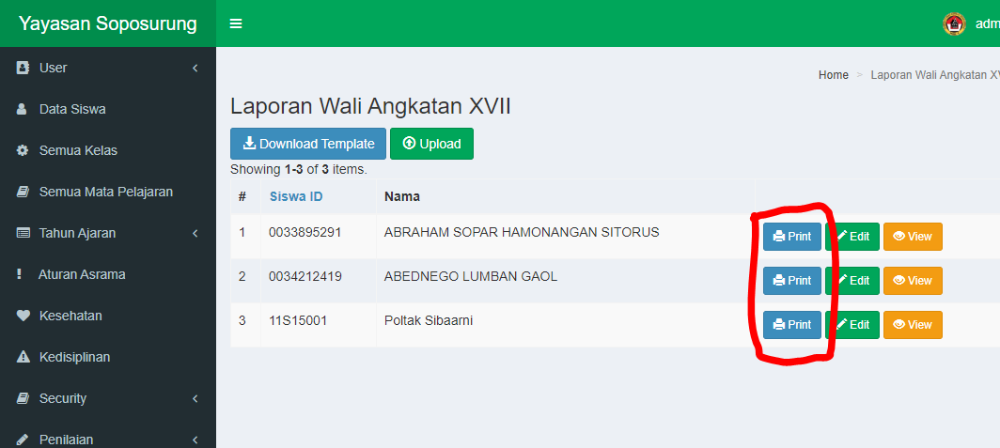 Yayasan Soposurung
adm
User
Data Siswa
Semua Kelas
Semua Mata Pelajaran
Tahun Ajaran
Aturan Asrama
Kesehatan
Kedisiplinan
Security
Penilaian
Home > Laporan Wali Angkatan XV
Laporan Wali Angkatan XVII
Download Template Upload
Showing 1-3 of 3 items.
# Siswa ID Nama
1 0033895291 ABRAHAM SOPAR HAMONANGAN SITORUS Print Edit View
2 0034212419 ABEDNEGO LUMBAN GAOL Print Edit View
3 11S15001 Poltak Sibaarni Print Edit View